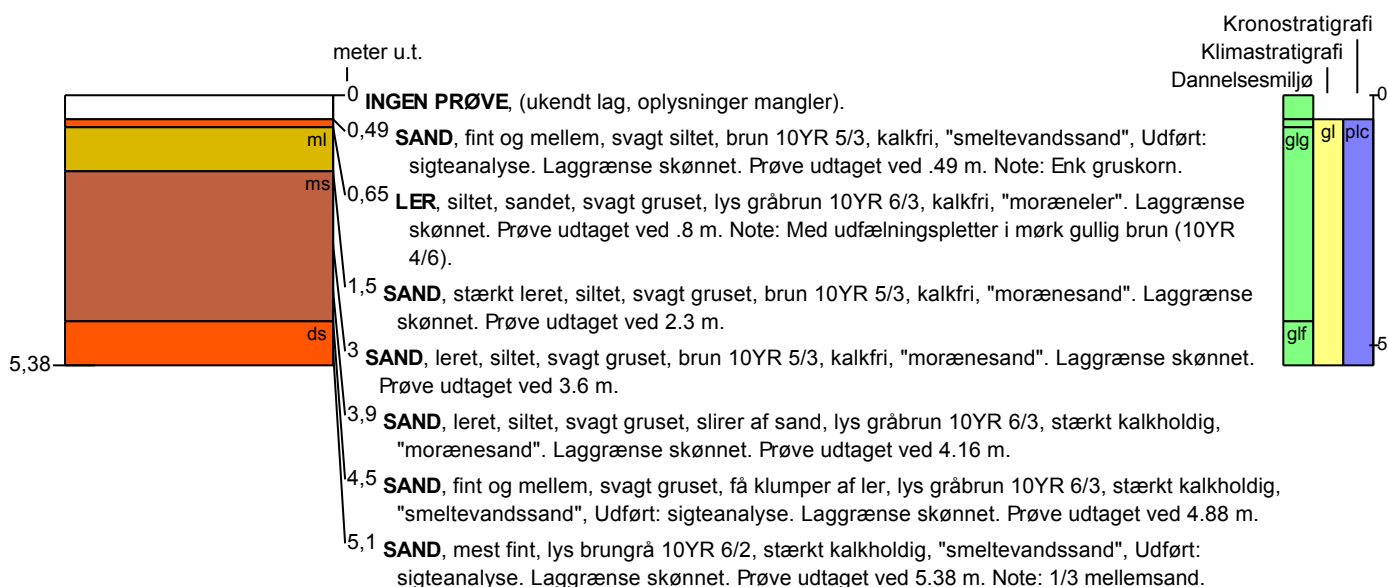 Kronostratigrafi
Klimastratigrafi
Dannelsesmiljø
meter u.t.
0 INGEN PRØVE, (ukendt lag, oplysninger mangler).
0,49 SAND, fint og mellem, svagt siltet, brun 10YR 5/3, kalkfri, "smeltevandssand", Udført:
sigteanalyse. Laggrænse skønnet. Prøve udtaget ved .49 m. Note: Enk gruskorn.
0,65 LER, siltet, sandet, svagt gruset, lys gråbrun 10YR 6/3, kalkfri, "moræneler". Laggrænse
skønnet. Prøve udtaget ved .8 m. Note: Med udfælningspletter i mørk gullig brun (10YR
4/6).
1,5 SAND, stærkt leret, siltet, svagt gruset, brun 10YR 5/3, kalkfri, "morænesand". Laggrænse
skønnet. Prøve udtaget ved 2.3 m.
3 SAND, leret, siltet, svagt gruset, brun 10YR 5/3, kalkfri, "morænesand". Laggrænse skønnet.
Prøve udtaget ved 3.6 m.
3,9 SAND, leret, siltet, svagt gruset, slirer af sand, lys gråbrun 10YR 6/3, stærkt kalkholdig,
"morænesand". Laggrænse skønnet. Prøve udtaget ved 4.16 m.
4,5 SAND, fint og mellem, svagt gruset, få klumper af ler, lys gråbrun 10YR 6/3, stærkt kalkholdig,
"smeltevandssand", Udført: sigteanalyse. Laggrænse skønnet. Prøve udtaget ved 4.88 m.
5,1 SAND, mest fint, lys brungrå 10YR 6/2, stærkt kalkholdig, "smeltevandssand", Udført:
sigteanalyse. Laggrænse skønnet. Prøve udtaget ved 5.38 m. Note: 1/3 mellemsand.
ml
ms
ds
5,38
0
glg gl plc
glf
5